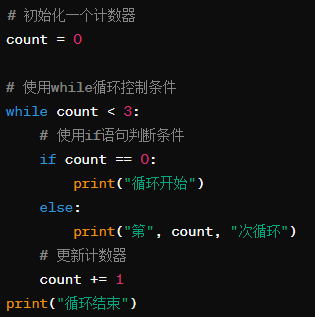 # 初始化一个计数器
count = 0

# 使用while循环控制条件
while count < 3:
    # 使用if语句判断条件
    if count == 0:
        print("循环开始")
    else:
        print("第", count, "次循环")
    # 更新计数器
    count += 1
print("循环结束")